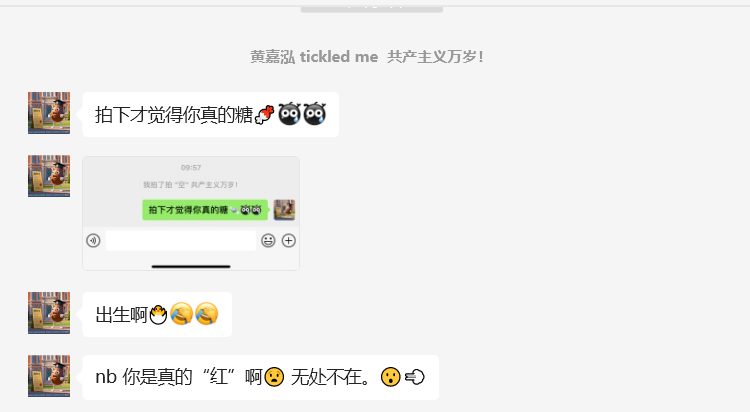 黄嘉泓 tickled me 共产主义万岁！
拍下才觉得你真的糖
09:57
我拍了拍 "空" 共产主义万岁！
拍下才觉得你真的糖
出生啊
nb 你是真的“红”啊 无处不在。